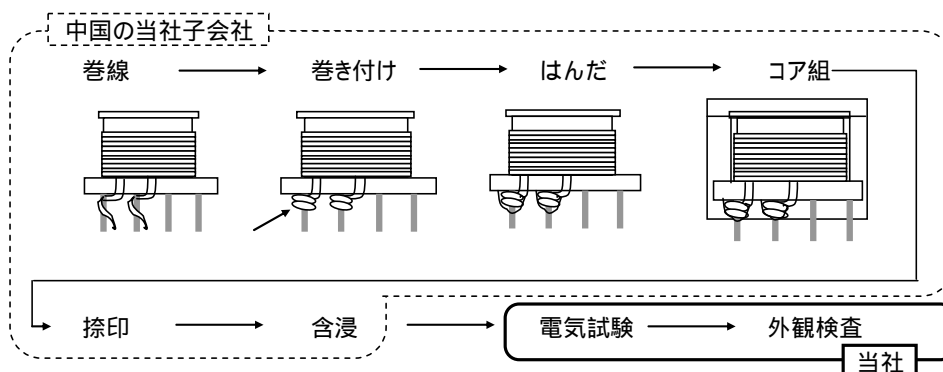 中国の当社子会社
巻線
巻き付け
はんだ
コア組
捺印
含浸
電気試験
外観検査
当社